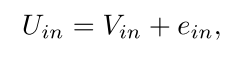 U_{in} = V_{in} + e_{in},